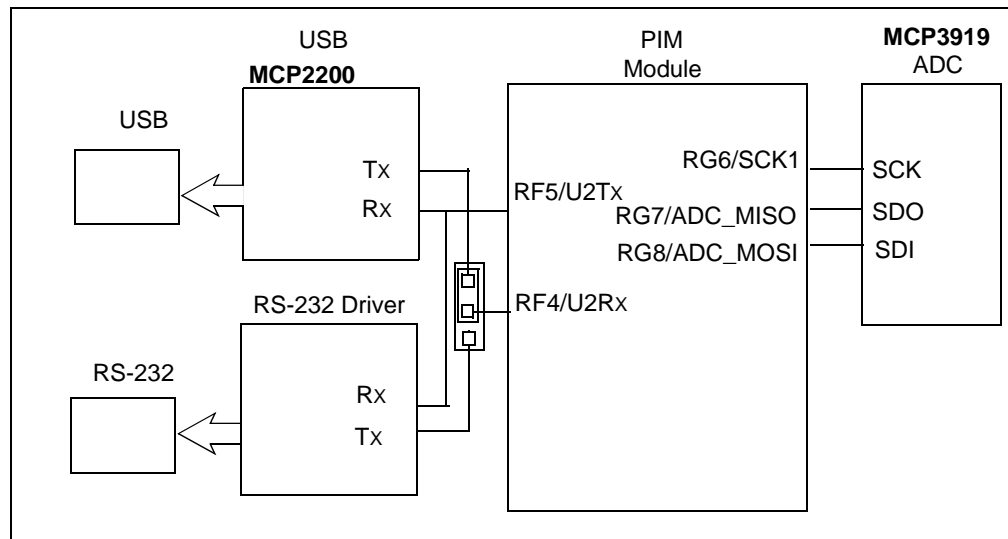 USB
MCP2200
PIM
Module
MCP3919
ADC
USB
Tx
Rx
RF5/U2Tx
RG6/SCK1
RG7/ADC_MISO
RG8/ADC_MOSI
SCK
SDO
SDI
RF4/U2Rx
RS-232 Driver
RS-232
Rx
Tx